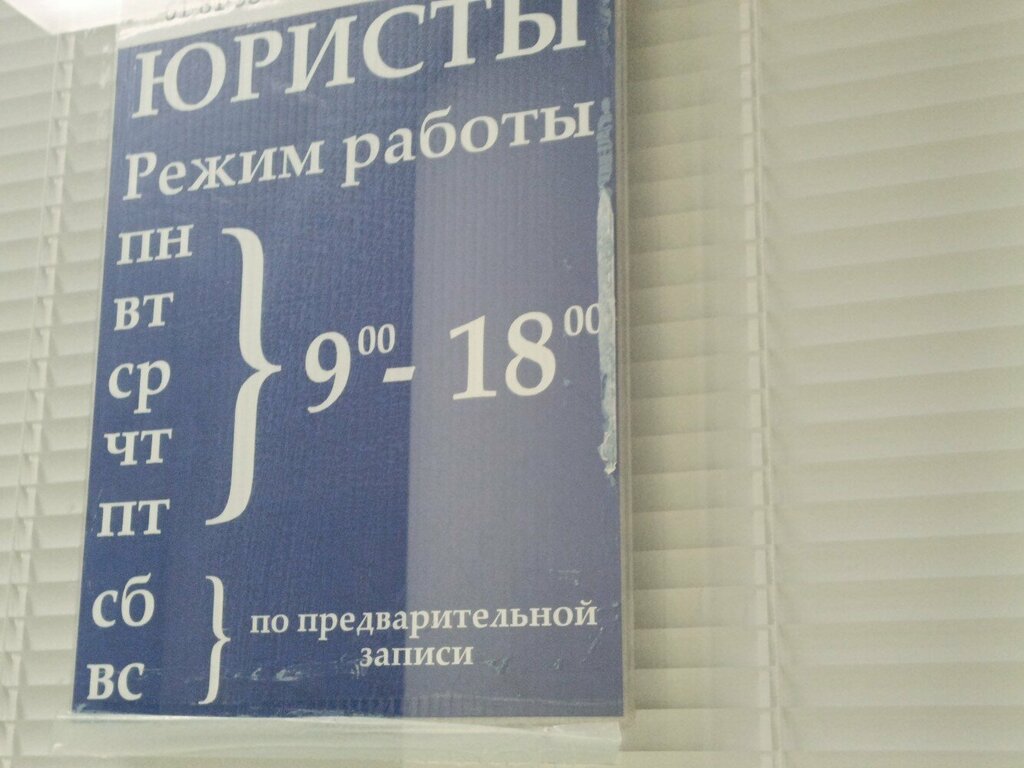 ЮРИСТЫ
Режим работы
пн
вт
ср
чт
пт
9⁰⁰ - 18⁰⁰
сб
вс
по предварительной
записи